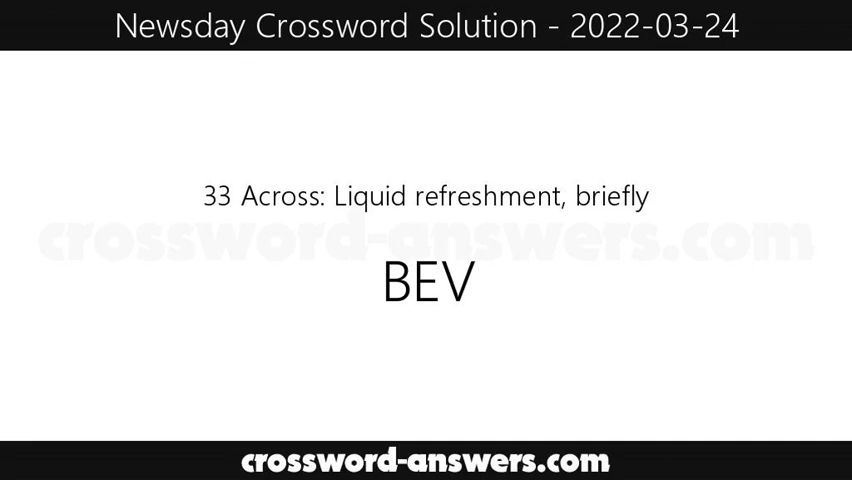 Newsday Crossword Solution - 2022-03-24
33 Across: Liquid refreshment, briefly
crossword-answers.com
BEV
crossword-answers.com